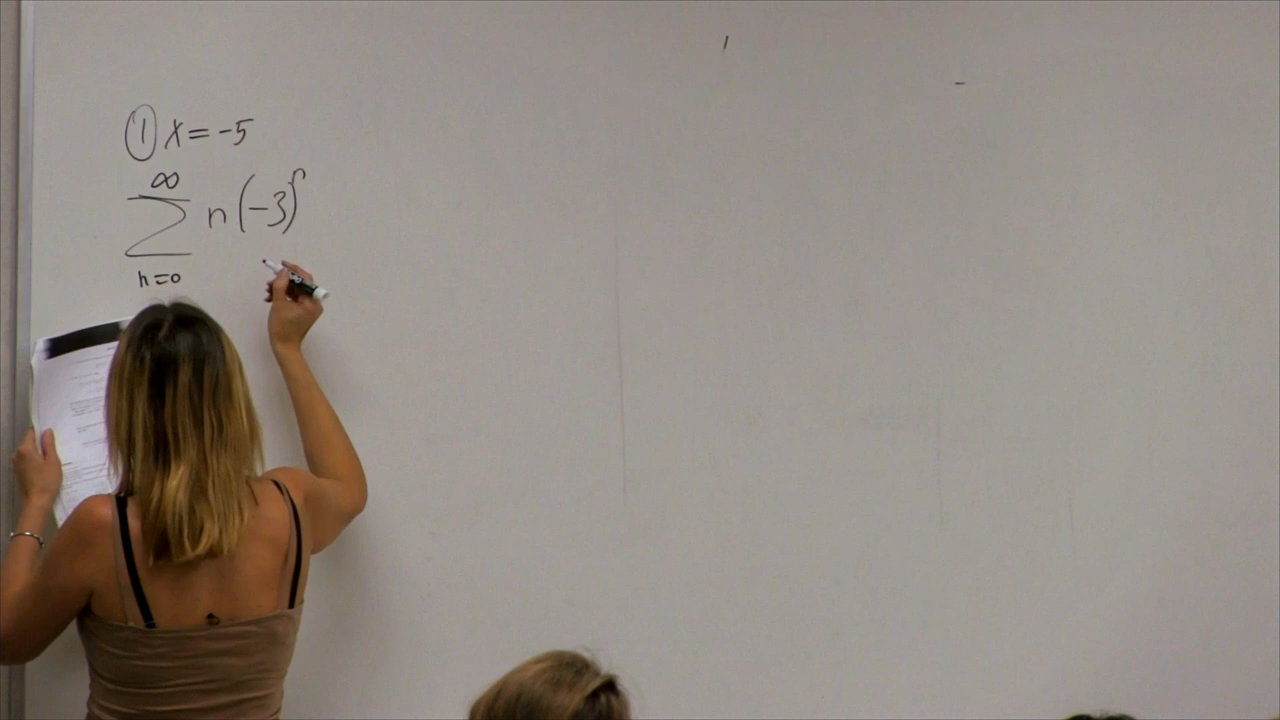 ① x = -5
∞
∑ n(-3)ⁿ
n=0